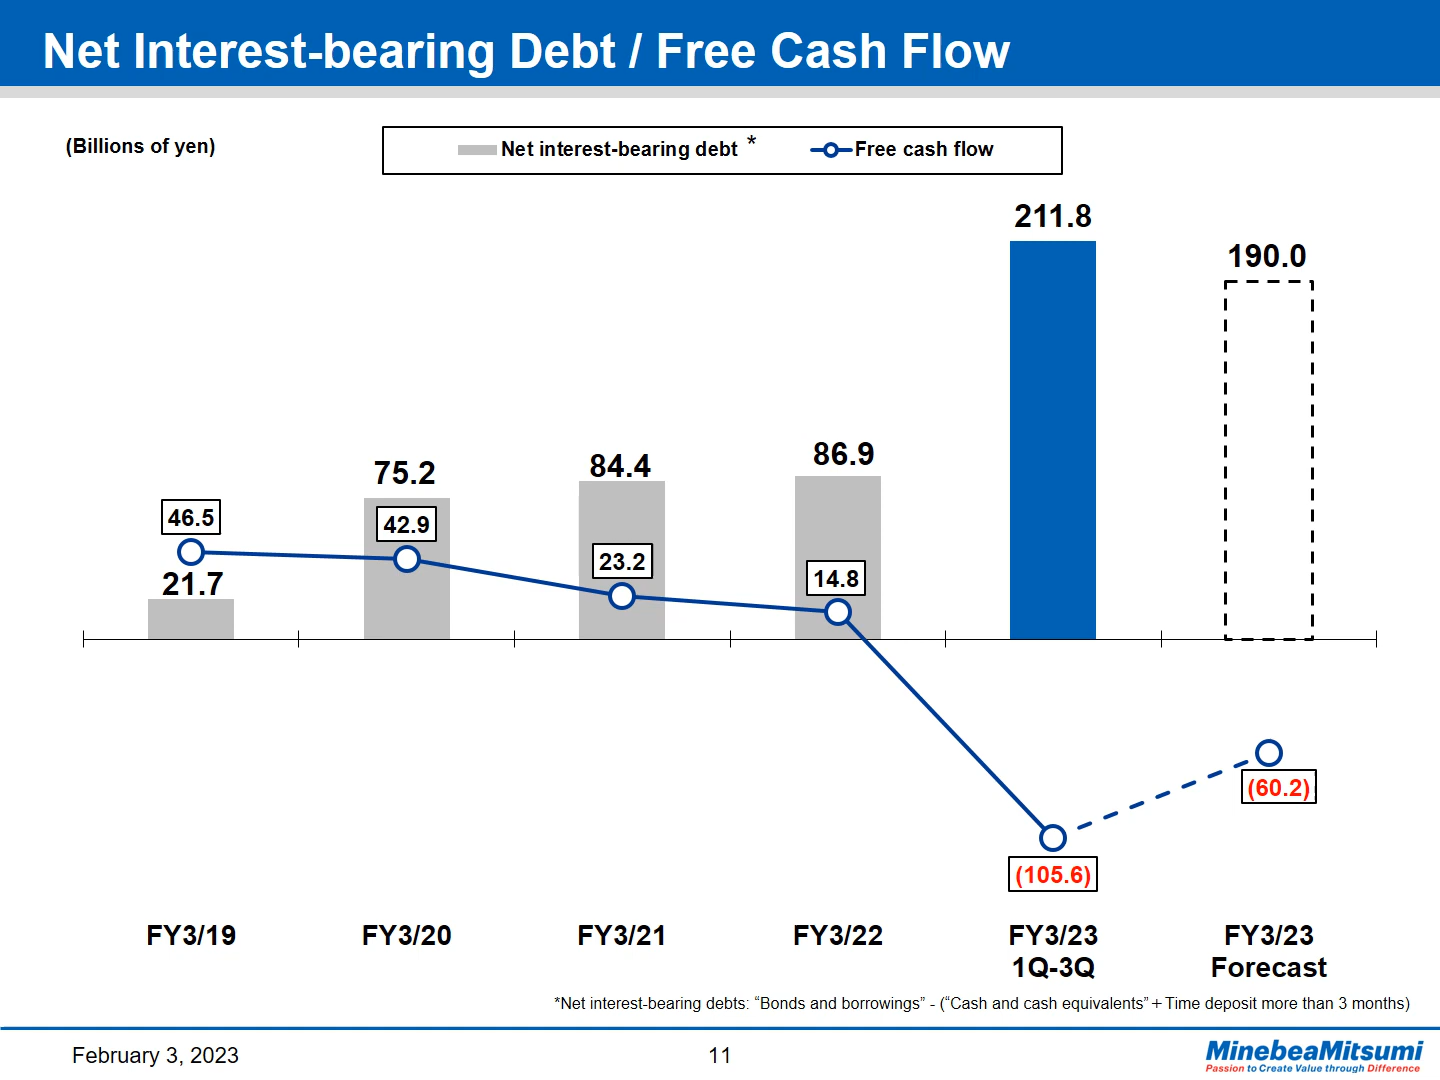 Net Interest-bearing Debt / Free Cash Flow
(Billions of yen)
Net interest-bearing debt *
Free cash flow
211.8
190.0
86.9
84.4
75.2
46.5
42.9
23.2
14.8
21.7
(60.2)
(105.6)
FY3/19
FY3/20
FY3/21
FY3/22
FY3/23
1Q-3Q
FY3/23
Forecast
*Net interest-bearing debts: “Bonds and borrowings” - (“Cash and cash equivalents”＋Time deposit more than 3 months)
February 3, 2023
11
MinebeaMitsumi
Passion to Create Value through Difference